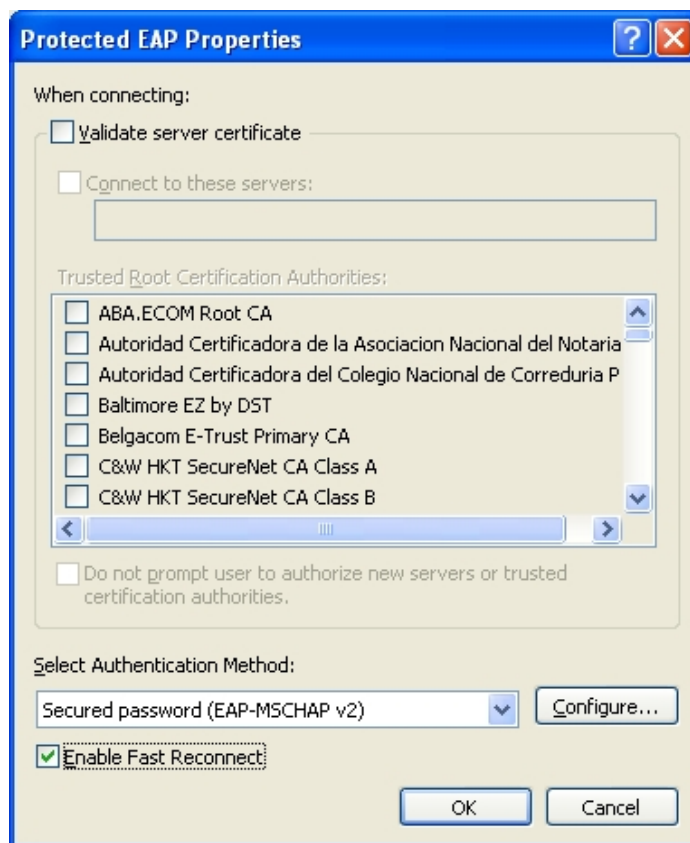 Protected EAP Properties
When connecting:
Validate server certificate
Connect to these servers:
Trusted Root Certification Authorities:
ABA.ECOM Root CA
Autoridad Certificadora de la Asociacion Nacional del Notaria
Autoridad Certificadora del Colegio Nacional de Correduria P
Baltimore EZ by DST
Belgacom E-Trust Primary CA
C&W HKT SecureNet CA Class A
C&W HKT SecureNet CA Class B
Do not prompt user to authorize new servers or trusted
certification authorities.
Select Authentication Method:
Secured password (EAP-MSCHAP v2)
Configure...
Enable Fast Reconnect
OK
Cancel